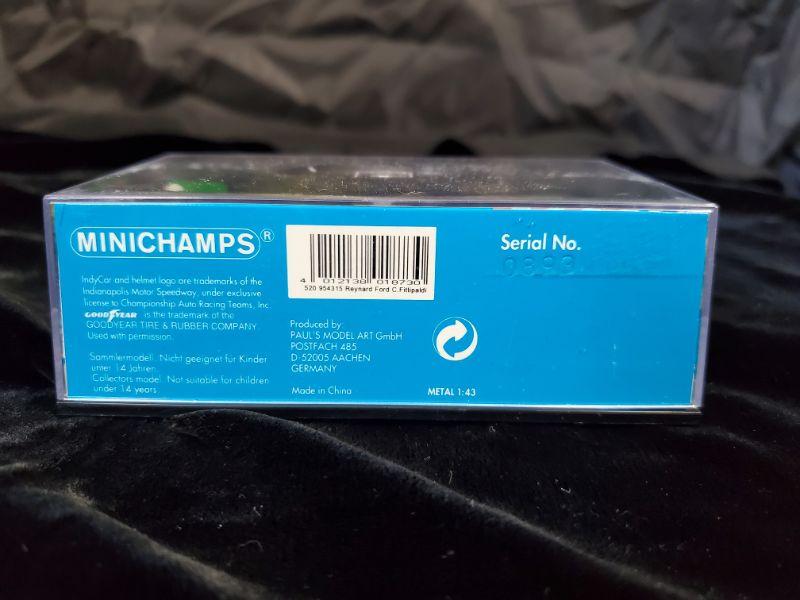 MINICHAMPS®
IndyCar and helmet logo are trademarks of the
Indianapolis Motor Speedway, under exclusive
license to Championship Auto Racing Teams, Inc.
GOODYEAR is the trademark of the
GOODYEAR TIRE & RUBBER COMPANY.
Used with permission.
Sammlermodell. Nicht geeignet für Kinder
unter 14 Jahren.
Collectors model. Not suitable for children
under 14 years.
4 012138 018730
520 954315 Reynard Ford C.Fittipaldi
Produced by:
PAUL'S MODEL ART GmbH
POSTFACH 485
D-52005 AACHEN
GERMANY
Made in China
METAL 1:43
Serial No.
0893